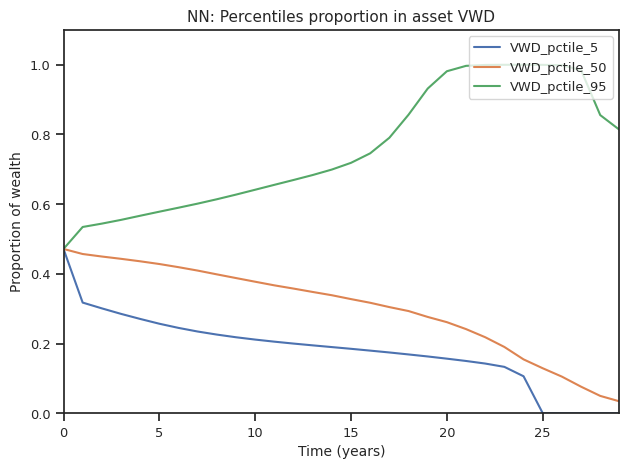 NN: Percentiles proportion in asset VWD
VWD_pctile_5
VWD_pctile_50
VWD_pctile_95
Proportion of wealth
1.0
0.8
0.6
0.4
0.2
0.0
0 5 10 15 20 25
Time (years)